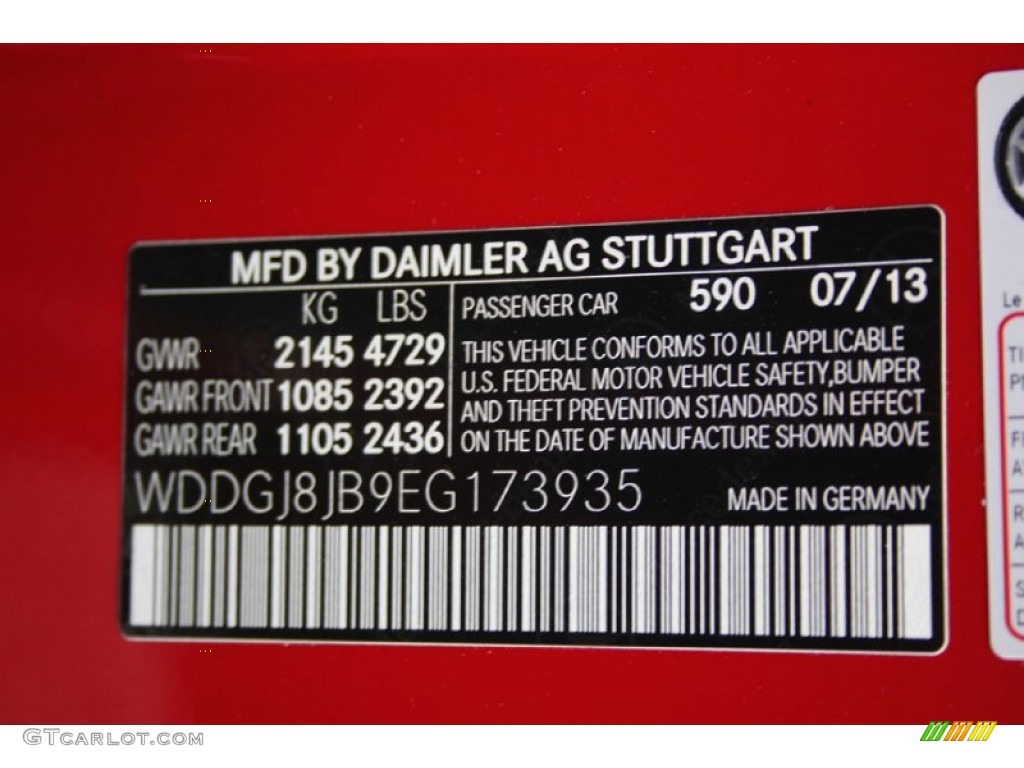 MFD BY DAIMLER AG STUTTGART
KG LBS
GVWR 2145 4729
GAWR FRONT 1085 2392
GAWR REAR 1105 2436
PASSENGER CAR 590 07/13
THIS VEHICLE CONFORMS TO ALL APPLICABLE
U.S. FEDERAL MOTOR VEHICLE SAFETY,BUMPER
AND THEFT PREVENTION STANDARDS IN EFFECT
ON THE DATE OF MANUFACTURE SHOWN ABOVE
WDDGJ8JB9EG173935 MADE IN GERMANY
Le
GTCARLOT.COM